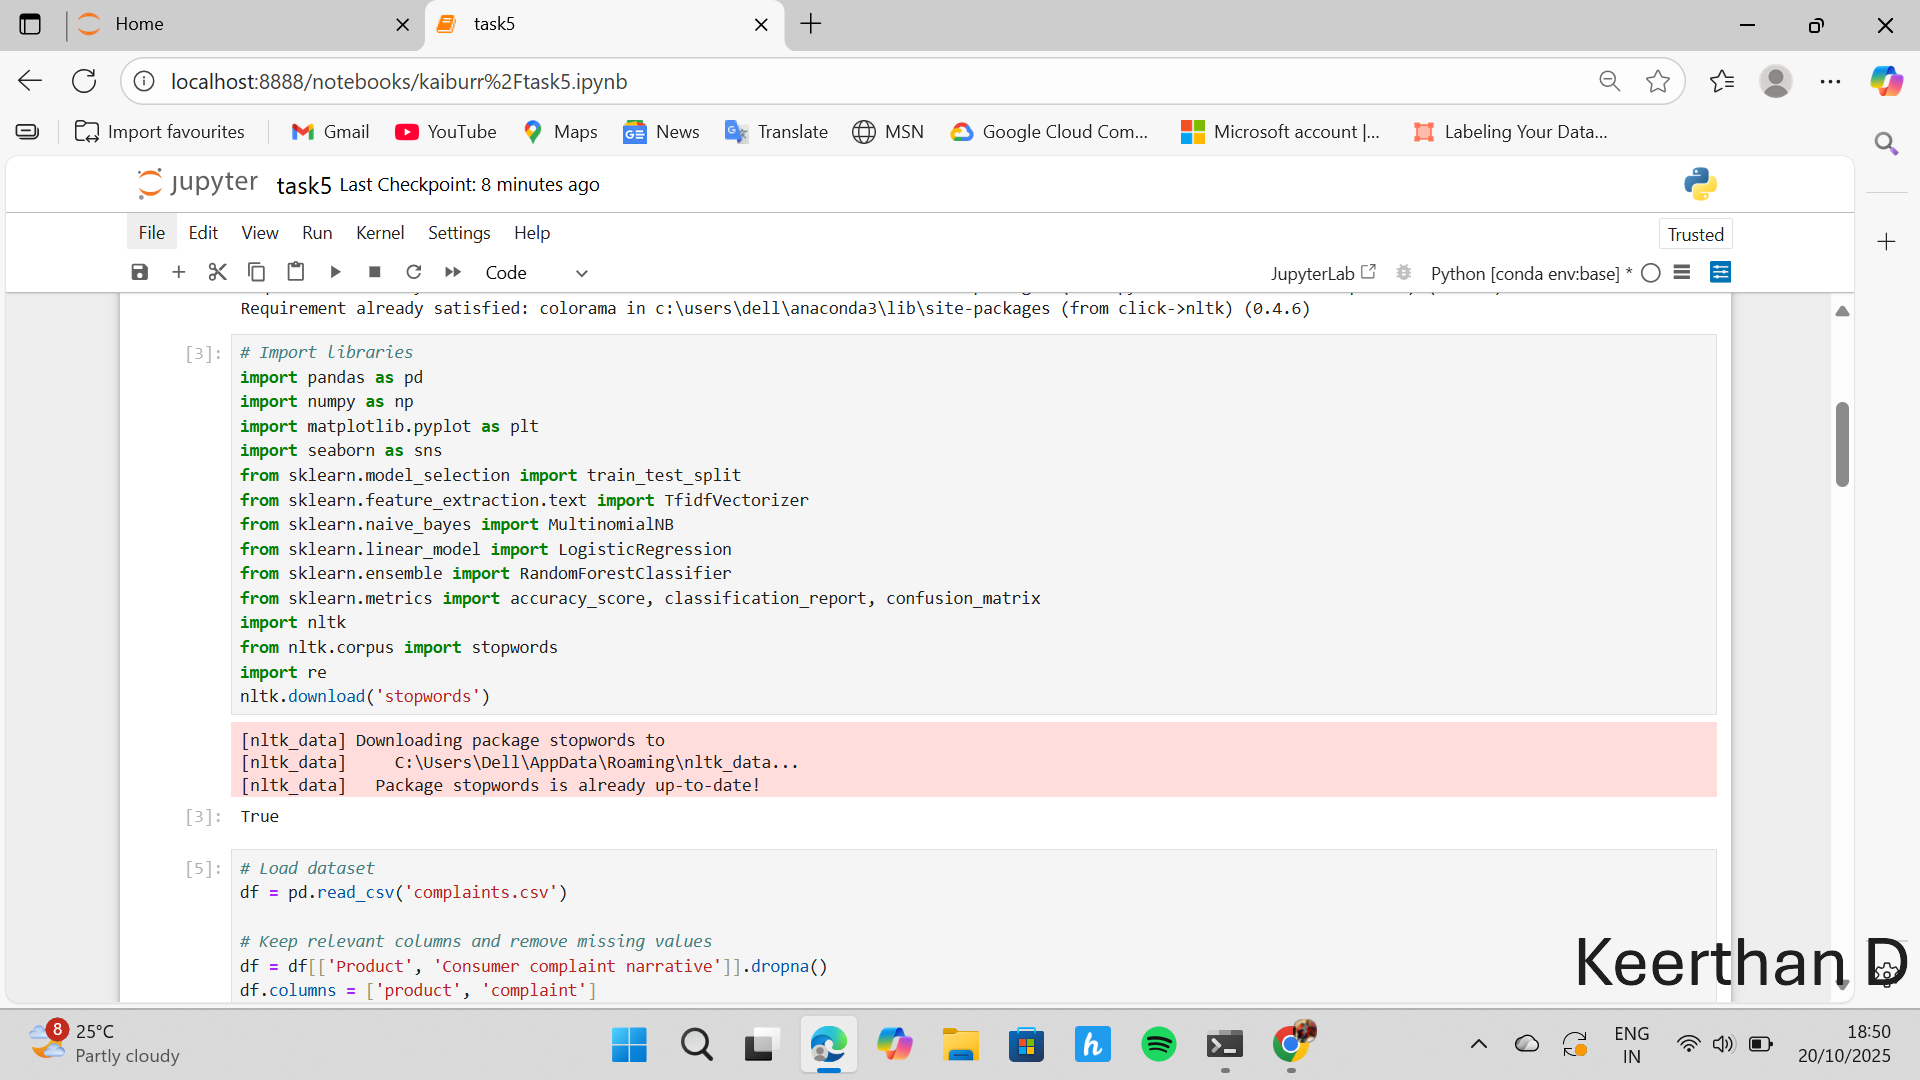 Home
task5
localhost:8888/notebooks/kaiburr%2Ftask5.ipynb
Import favourites
Gmail
YouTube
Maps
News
Translate
MSN
Google Cloud Com...
Microsoft account |...
Labeling Your Data...
jupyter task5 Last Checkpoint: 8 minutes ago
File Edit View Run Kernel Settings Help
Trusted
Code
JupyterLab
Python [conda env:base] *
Requirement already satisfied: colorama in c:\users\dell\anaconda3\lib\site-packages (from click->nltk) (0.4.6)
[3]:
# Import libraries
import pandas as pd
import numpy as np
import matplotlib.pyplot as plt
import seaborn as sns
from sklearn.model_selection import train_test_split
from sklearn.feature_extraction.text import TfidfVectorizer
from sklearn.naive_bayes import MultinomialNB
from sklearn.linear_model import LogisticRegression
from sklearn.ensemble import RandomForestClassifier
from sklearn.metrics import accuracy_score, classification_report, confusion_matrix
import nltk
from nltk.corpus import stopwords
import re
nltk.download('stopwords')
[nltk_data] Downloading package stopwords to
[nltk_data]     C:\Users\Dell\AppData\Roaming\nltk_data...
[nltk_data]   Package stopwords is already up-to-date!
[3]: True
[5]:
# Load dataset
df = pd.read_csv('complaints.csv')
# Keep relevant columns and remove missing values
df = df[['Product', 'Consumer complaint narrative']].dropna()
df.columns = ['product', 'complaint']
Keerthan D
8
25°C
Partly cloudy
ENG
IN
18:50
20/10/2025